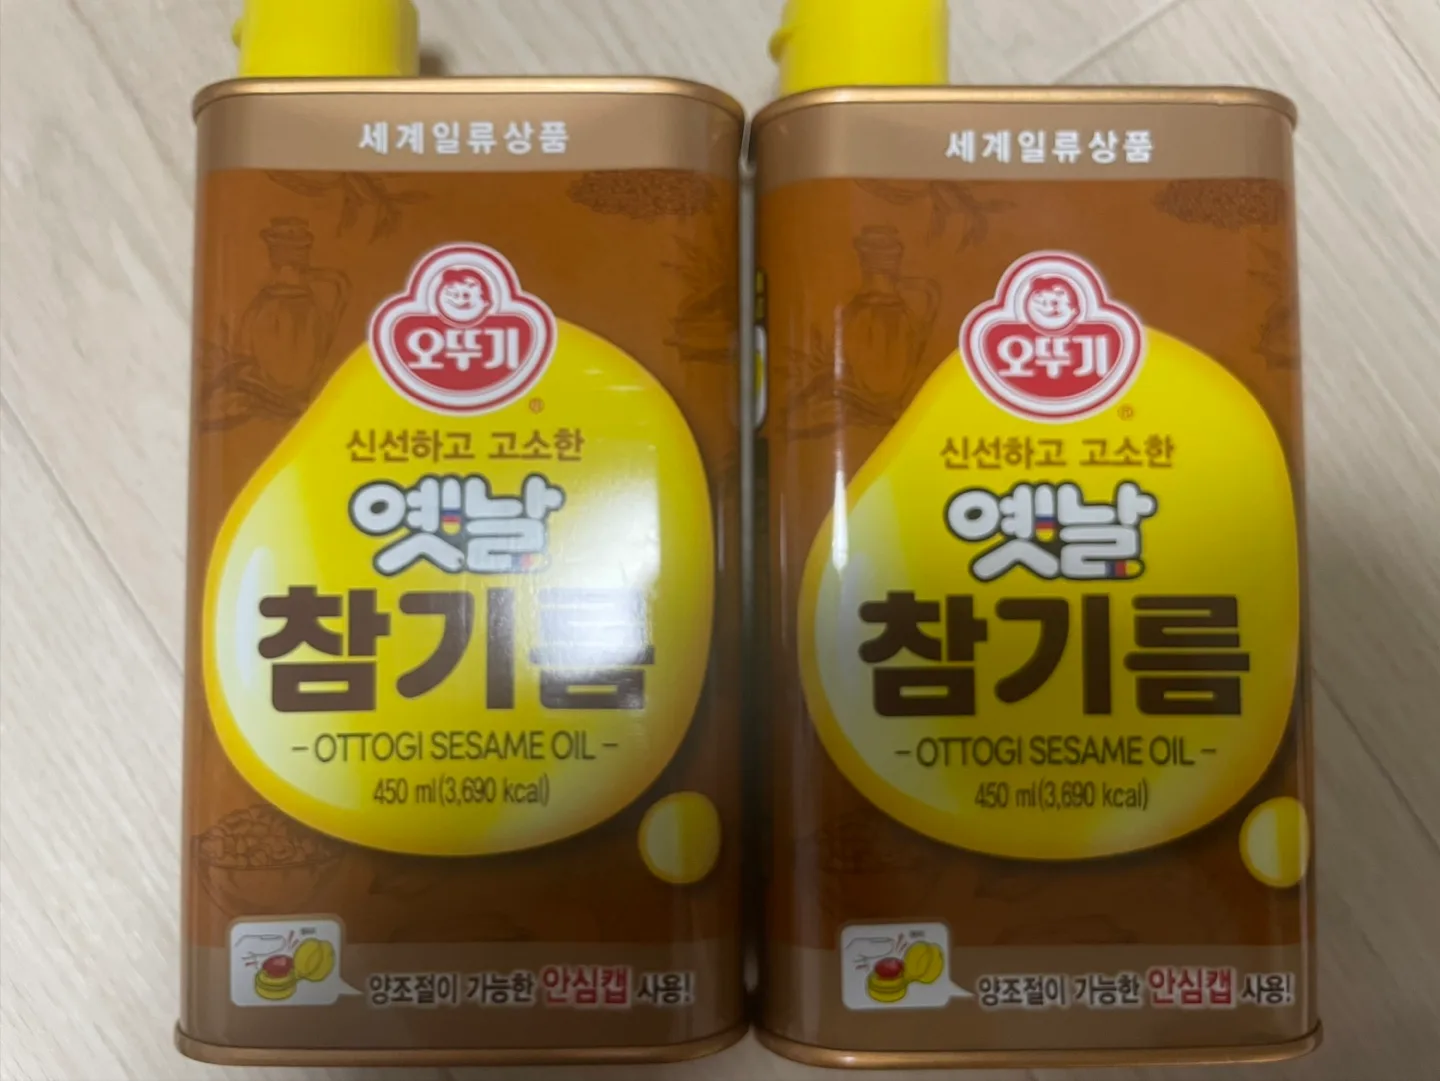 세계일류상품
오뚜기
신선하고 고소한
옛날
참기름
- OTTOGI SESAME OIL -
450 ml(3,690 kcal)
양조절이 가능한 안심캡 사용!
세계일류상품
오뚜기
신선하고 고소한
옛날
참기름
- OTTOGI SESAME OIL -
450 ml(3,690 kcal)
양조절이 가능한 안심캡 사용!